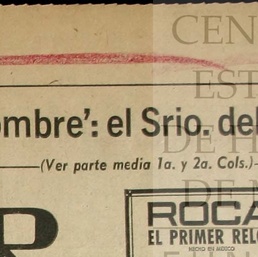 CEN
EST
ombre': el Srio. del
DE H
(Ver parte media 1a. y 2a. Cols.)
DE M
R
ROCA
EL PRIMER REL
HECHO EN MEXICO